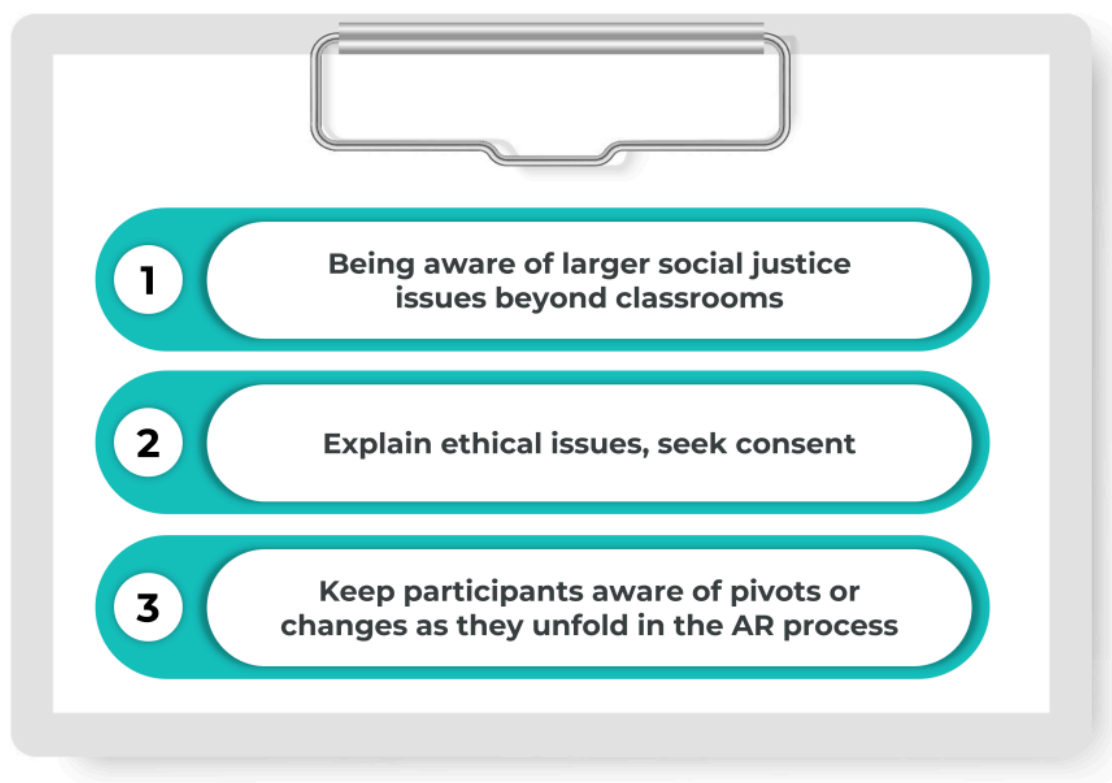 1
Being aware of larger social justice
issues beyond classrooms
2
Explain ethical issues, seek consent
3
Keep participants aware of pivots or
changes as they unfold in the AR process